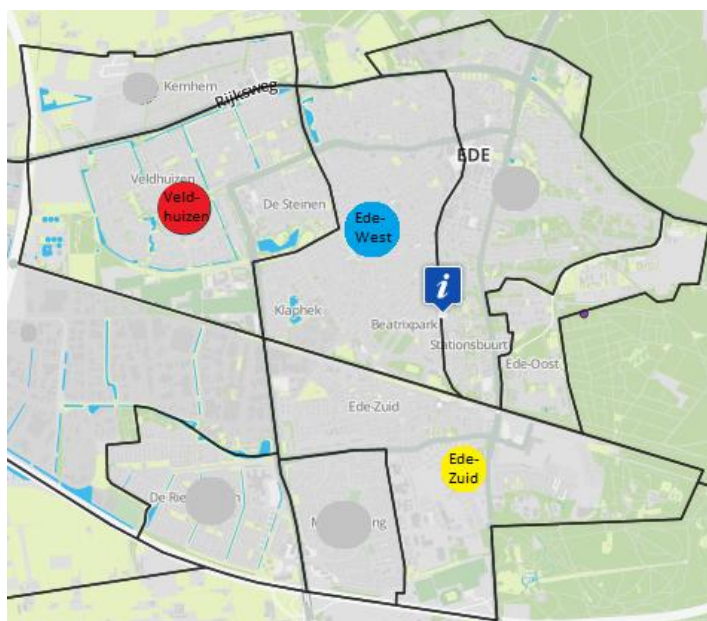 Kernhem
Rijksweg
EDE
Veldhuizen
Veld-
huizen
De Steinen
Ede-
West
i
Klaphek
Beatrixpark
Stationsbuurt
Ede-Oost
Ede-Zuid
Ede-
Zuid